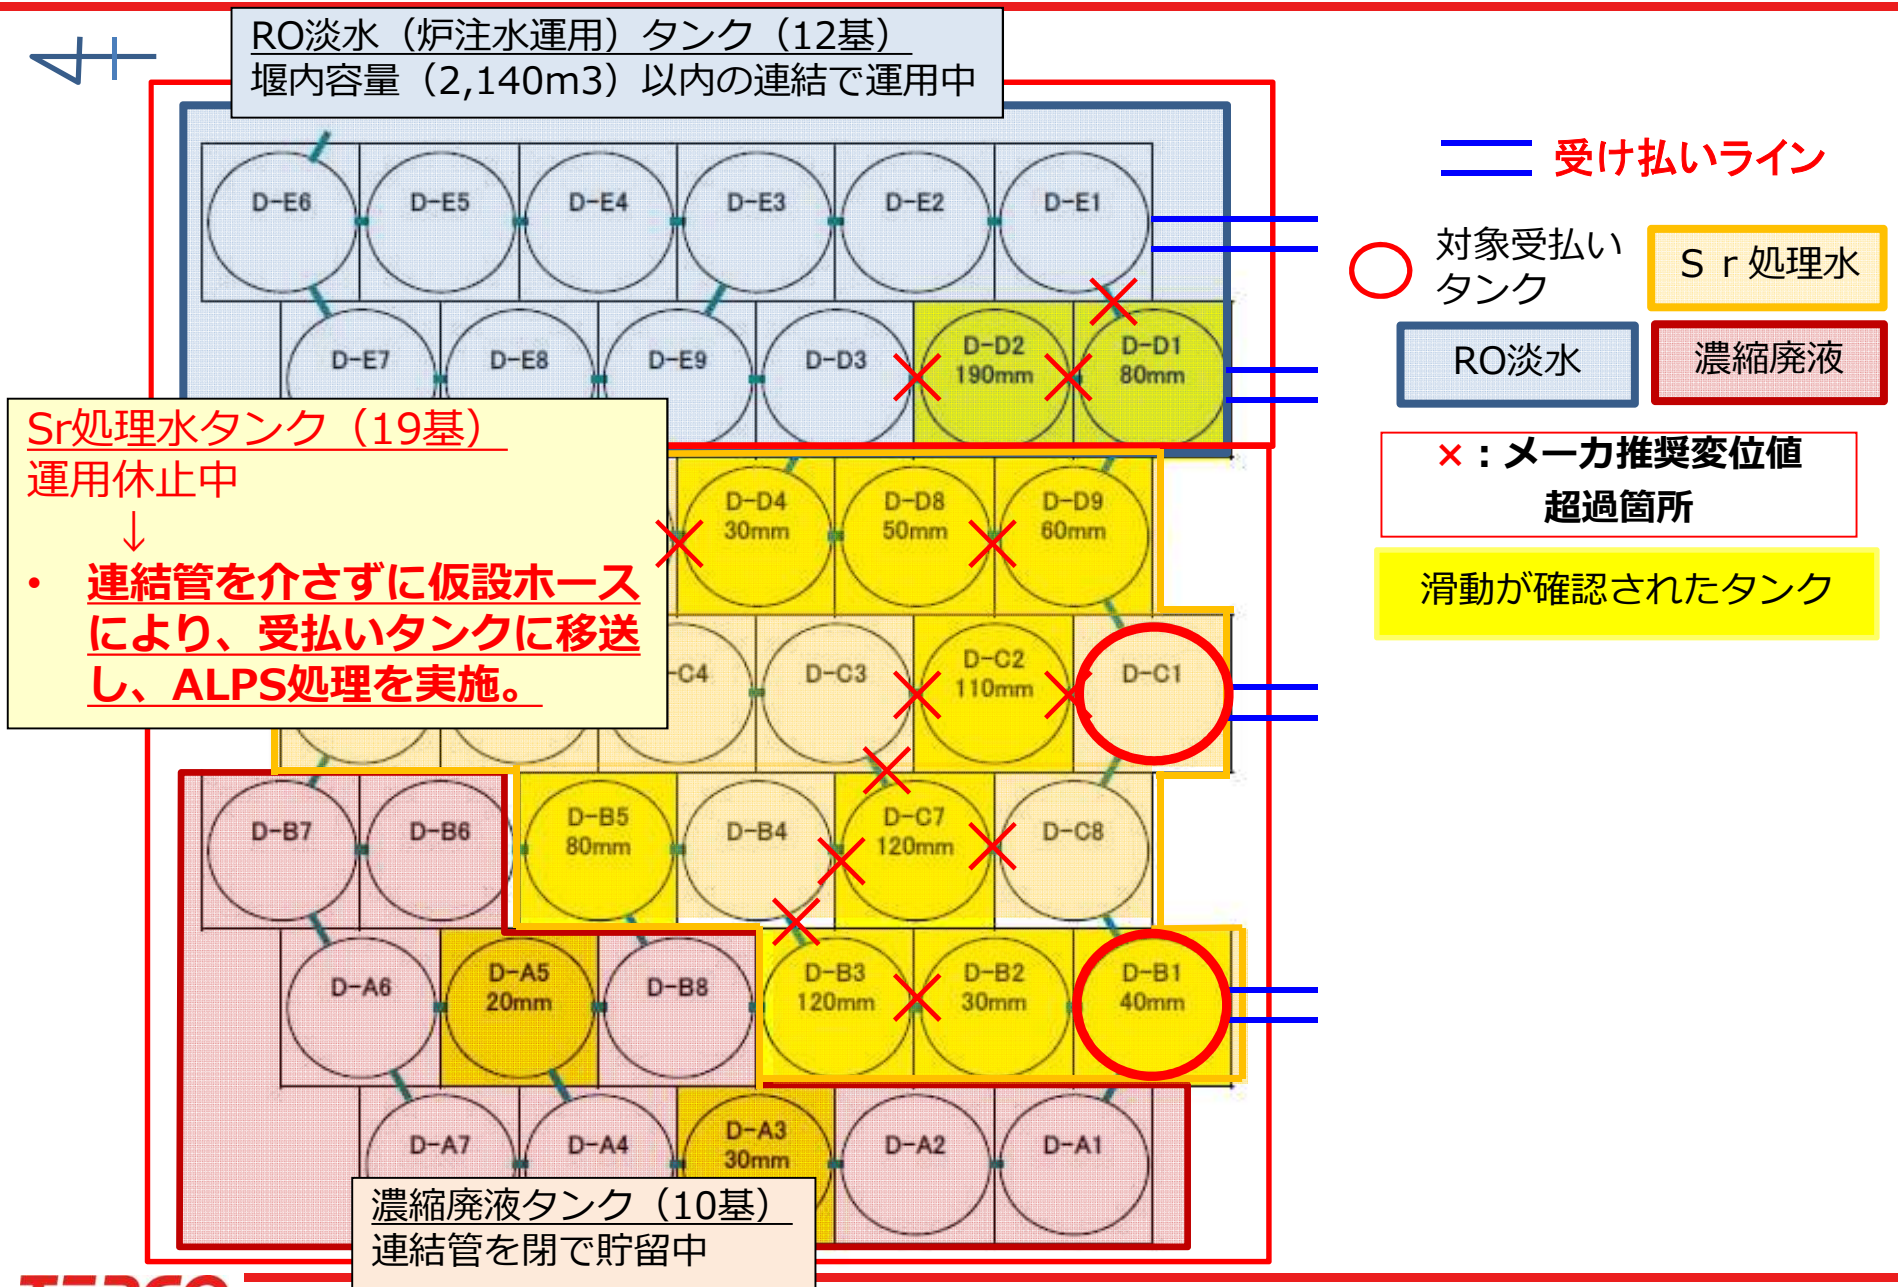 RO淡水（炉注水運用）タンク（12基）
堰内容量（2,140m3）以内の連結で運用中
受け払いライン
対象受払い
タンク
Ｓｒ処理水
RO淡水
濃縮廃液
×：メーカ推奨変位値
超過箇所
滑動が確認されたタンク
D-E6
D-E5
D-E4
D-E3
D-E2
D-E1
D-E7
D-E8
D-E9
D-D3
D-D2
190mm
D-D1
80mm
Sr処理水タンク（19基）
運用休止中
↓
• 連結管を介さずに仮設ホース
により、受払いタンクに移送
し、ALPS処理を実施。
D-D4
30mm
D-D8
50mm
D-D9
60mm
-C4
D-C3
D-C2
110mm
D-C1
D-B7
D-B6
D-B5
80mm
D-B4
D-C7
120mm
D-C8
D-A6
D-A5
20mm
D-B8
D-B3
120mm
D-B2
30mm
D-B1
40mm
D-A7
D-A4
D-A3
30mm
D-A2
D-A1
濃縮廃液タンク（10基）
連結管を閉で貯留中
TEPCO